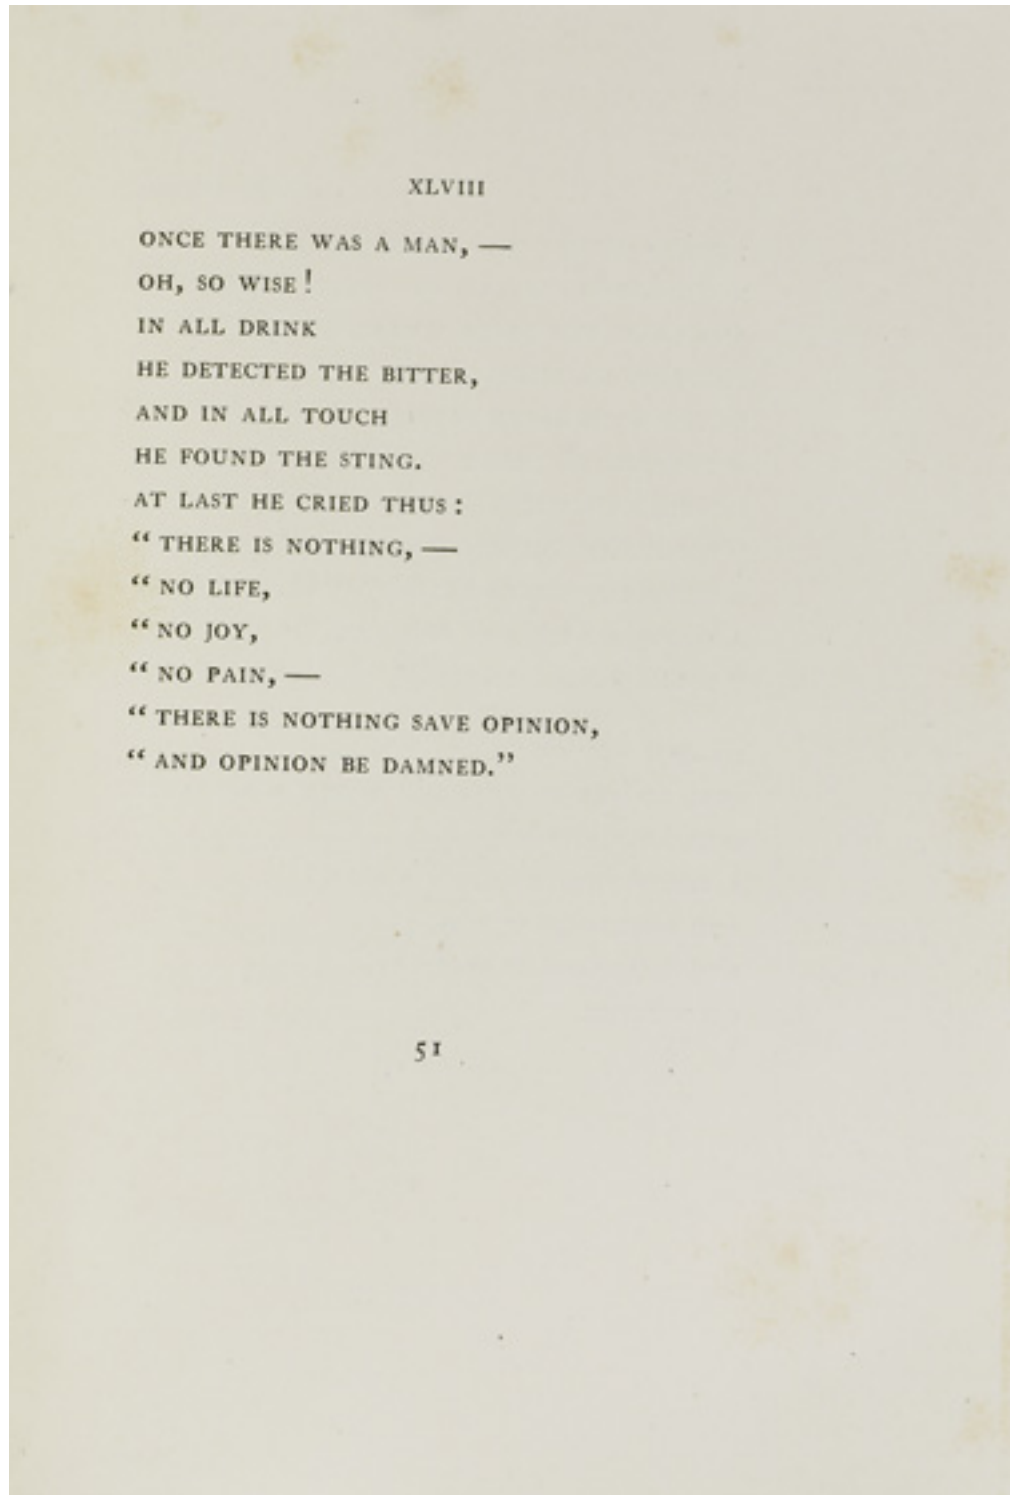 XLVIII
ONCE THERE WAS A MAN, —
OH, SO WISE!
IN ALL DRINK
HE DETECTED THE BITTER,
AND IN ALL TOUCH
HE FOUND THE STING.
AT LAST HE CRIED THUS:
“ THERE IS NOTHING, —
“ NO LIFE,
“ NO JOY,
“ NO PAIN, —
“ THERE IS NOTHING SAVE OPINION,
“ AND OPINION BE DAMNED.”
51